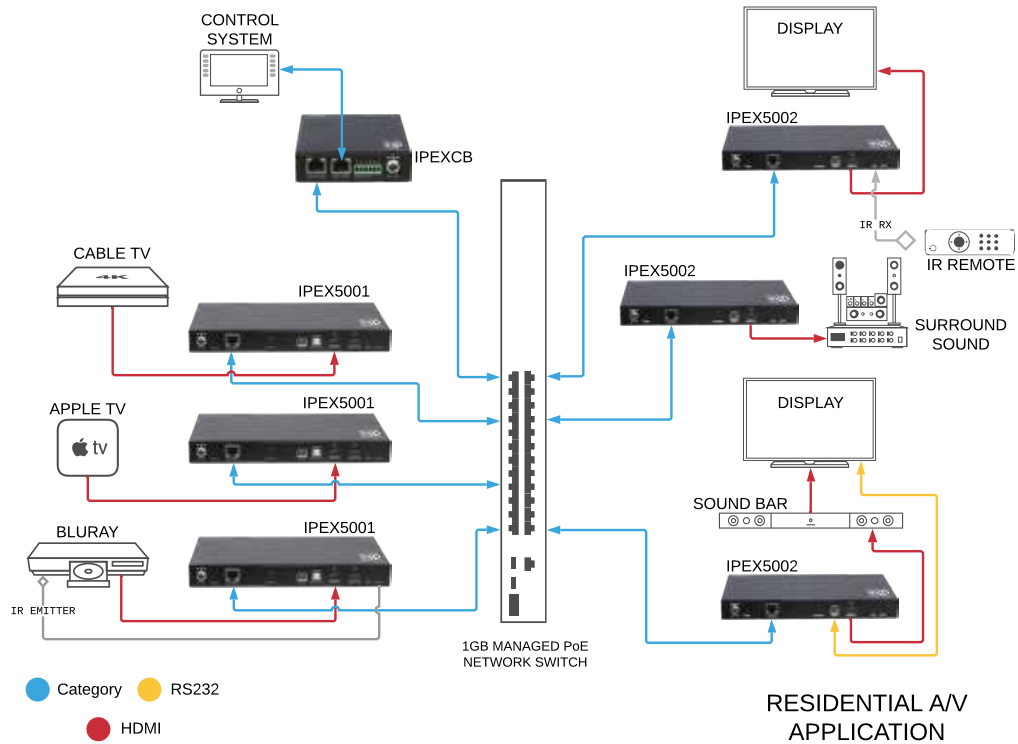 CONTROL
SYSTEM
IPEXCB
CABLE TV
4K
IPEX5001
APPLE TV
tv
IPEX5001
BLURAY
IPEX5001
IR EMITTER
1GB MANAGED PoE
NETWORK SWITCH
DISPLAY
IPEX5002
IR RX
IR REMOTE
IPEX5002
SURROUND
SOUND
DISPLAY
SOUND BAR
IPEX5002
Category
RS232
HDMI
RESIDENTIAL A/V
APPLICATION